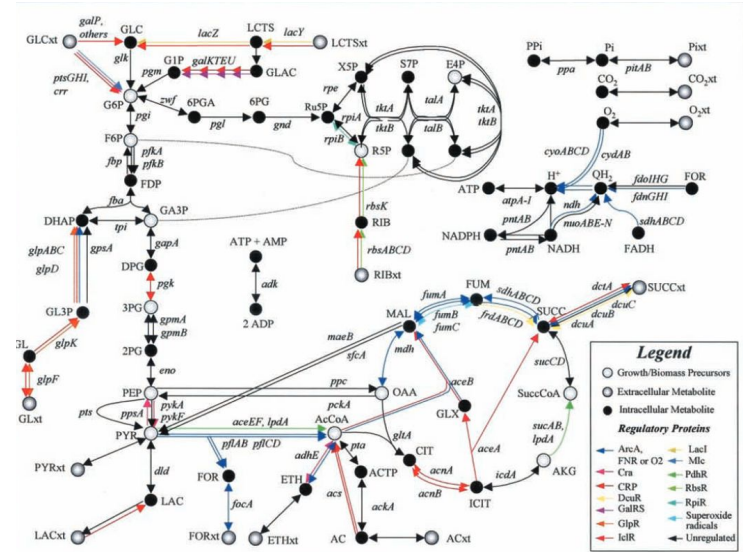 galP,
others
GLC
lacZ
LCTS
lacY
GLCxt
LCTSxt
glk
G1P
galKTEU
GLAC
ptsGHI,
crr
pgm
G6P
zwf
6PGA
6PG
pgi
pgl
gnd
Ru5P
F6P
fbp
pfkA
pfkB
FDP
fba
DHAP
GA3P
tpi
X5P
S7P
E4P
rpe
rpiA
rpiB
tktA
tktB
talA
talB
tktA
tktB
R5P
rbsK
RIB
rbsABCD
RIBxt
PPi
Pi
Pixt
ppa
pitAB
CO2
CO2xt
O2
O2xt
cyoABCD
cydAB
ATP
H+
QH2
fdoIHG
FOR
atpA-I
ndh
fdnGHI
pntAB
nuoABE-N
sdhABCD
NADPH
pntAB
NADH
FADH
glpABC
gpsA
glpD
gapA
ATP + AMP
DPG
adk
pgk
2 ADP
GL3P
3PG
gpmA
gpmB
GL
glpK
2PG
glpF
eno
GLxt
PEP
pts
ppsA
pykA
pykF
PYR
maeB
sfcA
ppc
pckA
OAA
mdh
MAL
fumA
fumB
fumC
FUM
sdhABCD
frdABCD
SUCC
dctA
dcuC
dcuB
dcuA
SUCCxt
sucCD
SuccCoA
sucAB,
lpdA
AKG
aceB
GLX
aceA
icdA
ICIT
acnA
acnB
CIT
gltA
aceEF, lpdA
AcCoA
pflAB pflCD
PYRxt
FOR
adhE
ETH
pta
ACTP
dld
focA
acs
ackA
LAC
LACxt
FORxt
ETHxt
AC
ACxt
Legend
Growth/Biomass Precursors
Extracellular Metabolite
Intracellular Metabolite
Regulatory Proteins
ArcA,
FNR or O2
Cra
CRP
DcuR
GalRS
GlpR
IclR
LacI
Mlc
PdhR
RbsR
RpiR
Superoxide
radicals
Unregulated